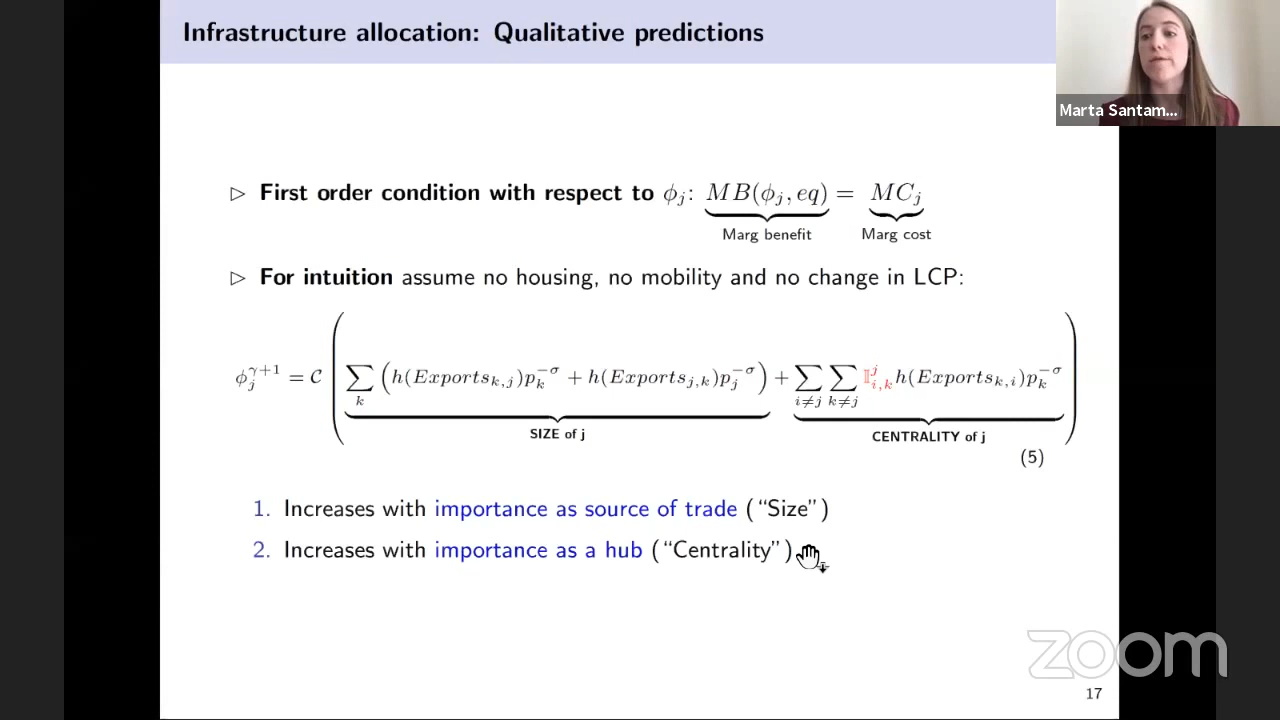 Infrastructure allocation: Qualitative predictions
Marta Santam...
▷ First order condition with respect to ϕ_j: MB(ϕ_j, eq) = MC_j
Marg benefit Marg cost
▷ For intuition assume no housing, no mobility and no change in LCP:
ϕ_j^{γ+1} = C ( ∑_k ( h(Exports_{k,j})p_k^{−σ} + h(Exports_{j,k})p_j^{−σ} ) + ∑_{i≠j} ∑_{k≠j} 𝕀^j_{i,k} h(Exports_{k,i})p_k^{−σ} )
SIZE of j CENTRALITY of j
(5)
1. Increases with importance as source of trade (“Size”)
2. Increases with importance as a hub (“Centrality”)
zoom
17